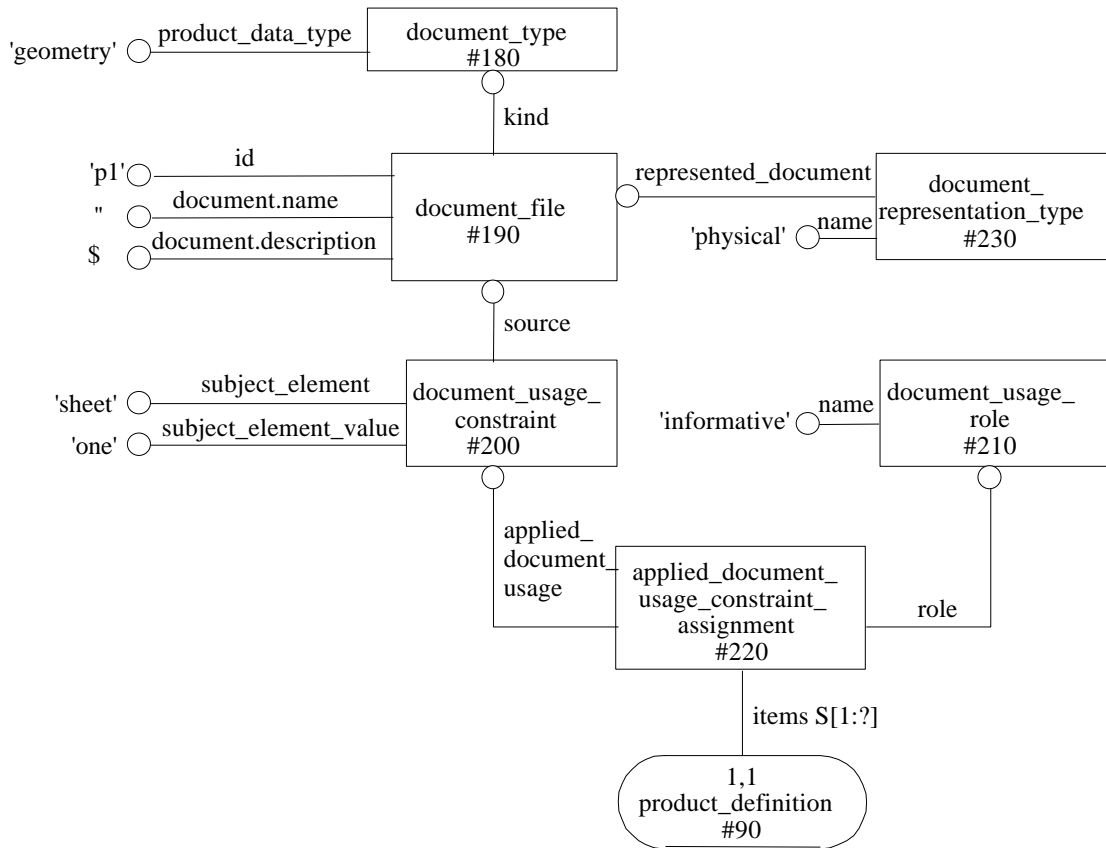 'geometry'
product_data_type
document_type
#180
kind
'p1'
id
''
document.name
$
document.description
document_file
#190
represented_document
document_
representation_type
#230
'physical'
name
source
'sheet'
subject_element
'one'
subject_element_value
document_usage_
constraint
#200
'informative'
name
document_usage_
role
#210
applied_
document_
usage
applied_document_
usage_constraint_
assignment
#220
role
items S[1:?]
1,1
product_definition
#90